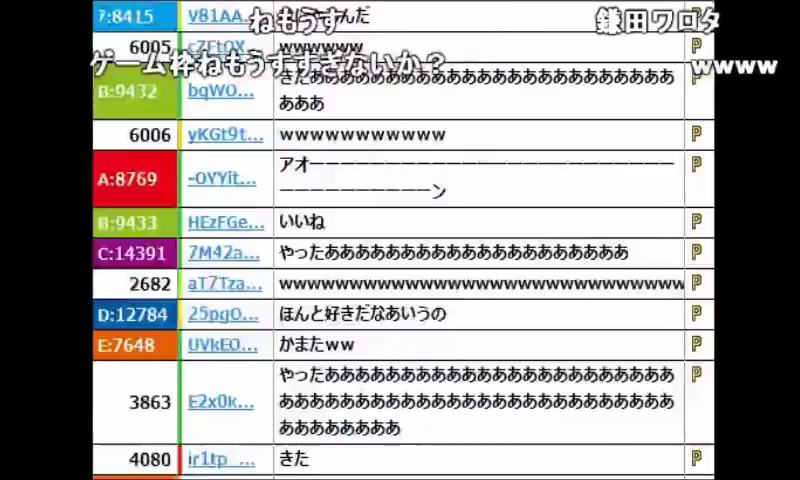 7:8415 V81AA んだ P
ねもうす
鎌田ワロタ
6005 cZFtOX wwwwwww P
ゲーム枠ねもうすすぎないか？
wwww
B:9432 bqWO... きたああああああああああああああああああああああああ P
あああ
6006 yKGt9t... wwwwwwwwwww P
A:8769 -OYYit... アオーーーーーーーーーーーーーーーーーーーーーーーー P
ーーーーーーーーーーン
B:9433 HEzFGe... いいね P
C:14391 7M42a... やったああああああああああああああああああああ P
2682 aT7Tza... wwwwwwwwwwwwwwwwwwwwwwwwwwwww P
D:12784 25pgO... ほんと好きだなあいうの P
E:7648 UVkEO... かまたww P
3863 E2x0k... やったあああああああああああああああああああああああ P
ああああああああああああああああああああああああああ
ああああああああ
4080 ir1tp_... きた P